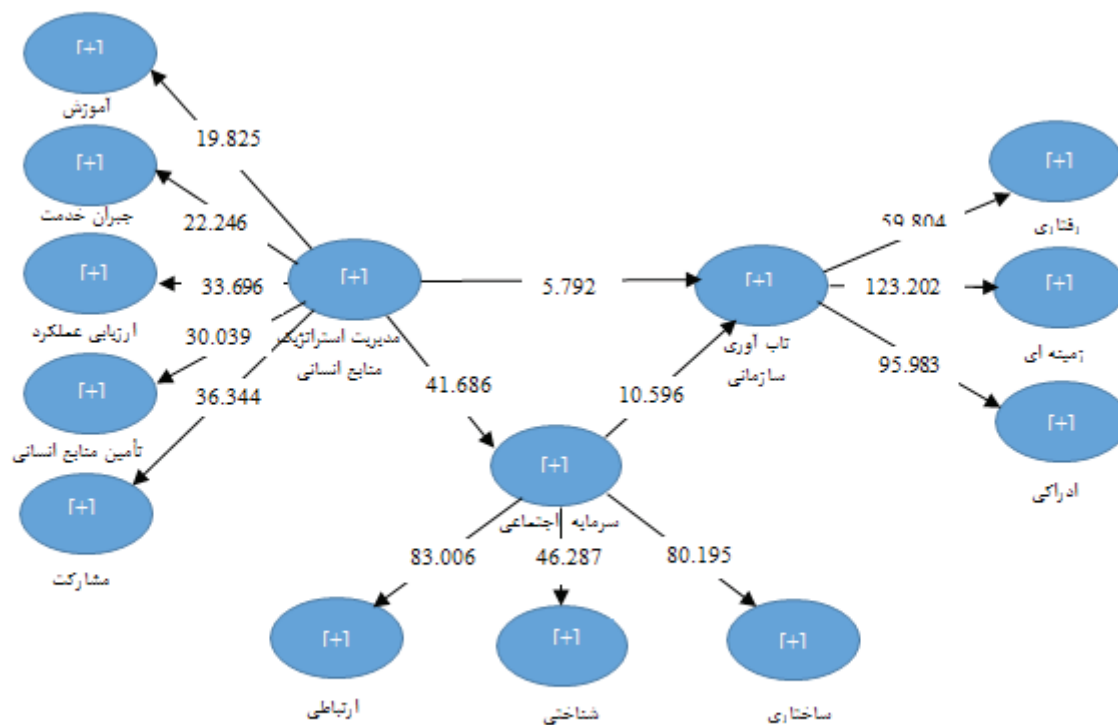 [+]
آموزش
19.825
[+]
جبران خدمت
22.246
[+]
ارزیابی عملکرد
33.696
[+]
تأمین منابع انسانی
30.039
[+]
مشارکت
36.344
[+]
مدیریت استراتژیک
منابع انسانی
5.792
41.686
[+]
تاب آوری
سازمانی
10.596
[+]
سرمایه اجتماعی
59.804
[+]
رفتاری
123.202
[+]
زمینه ای
95.983
[+]
ادراکی
83.006
[+]
ارتباطی
46.287
[+]
شناختی
80.195
[+]
ساختاری